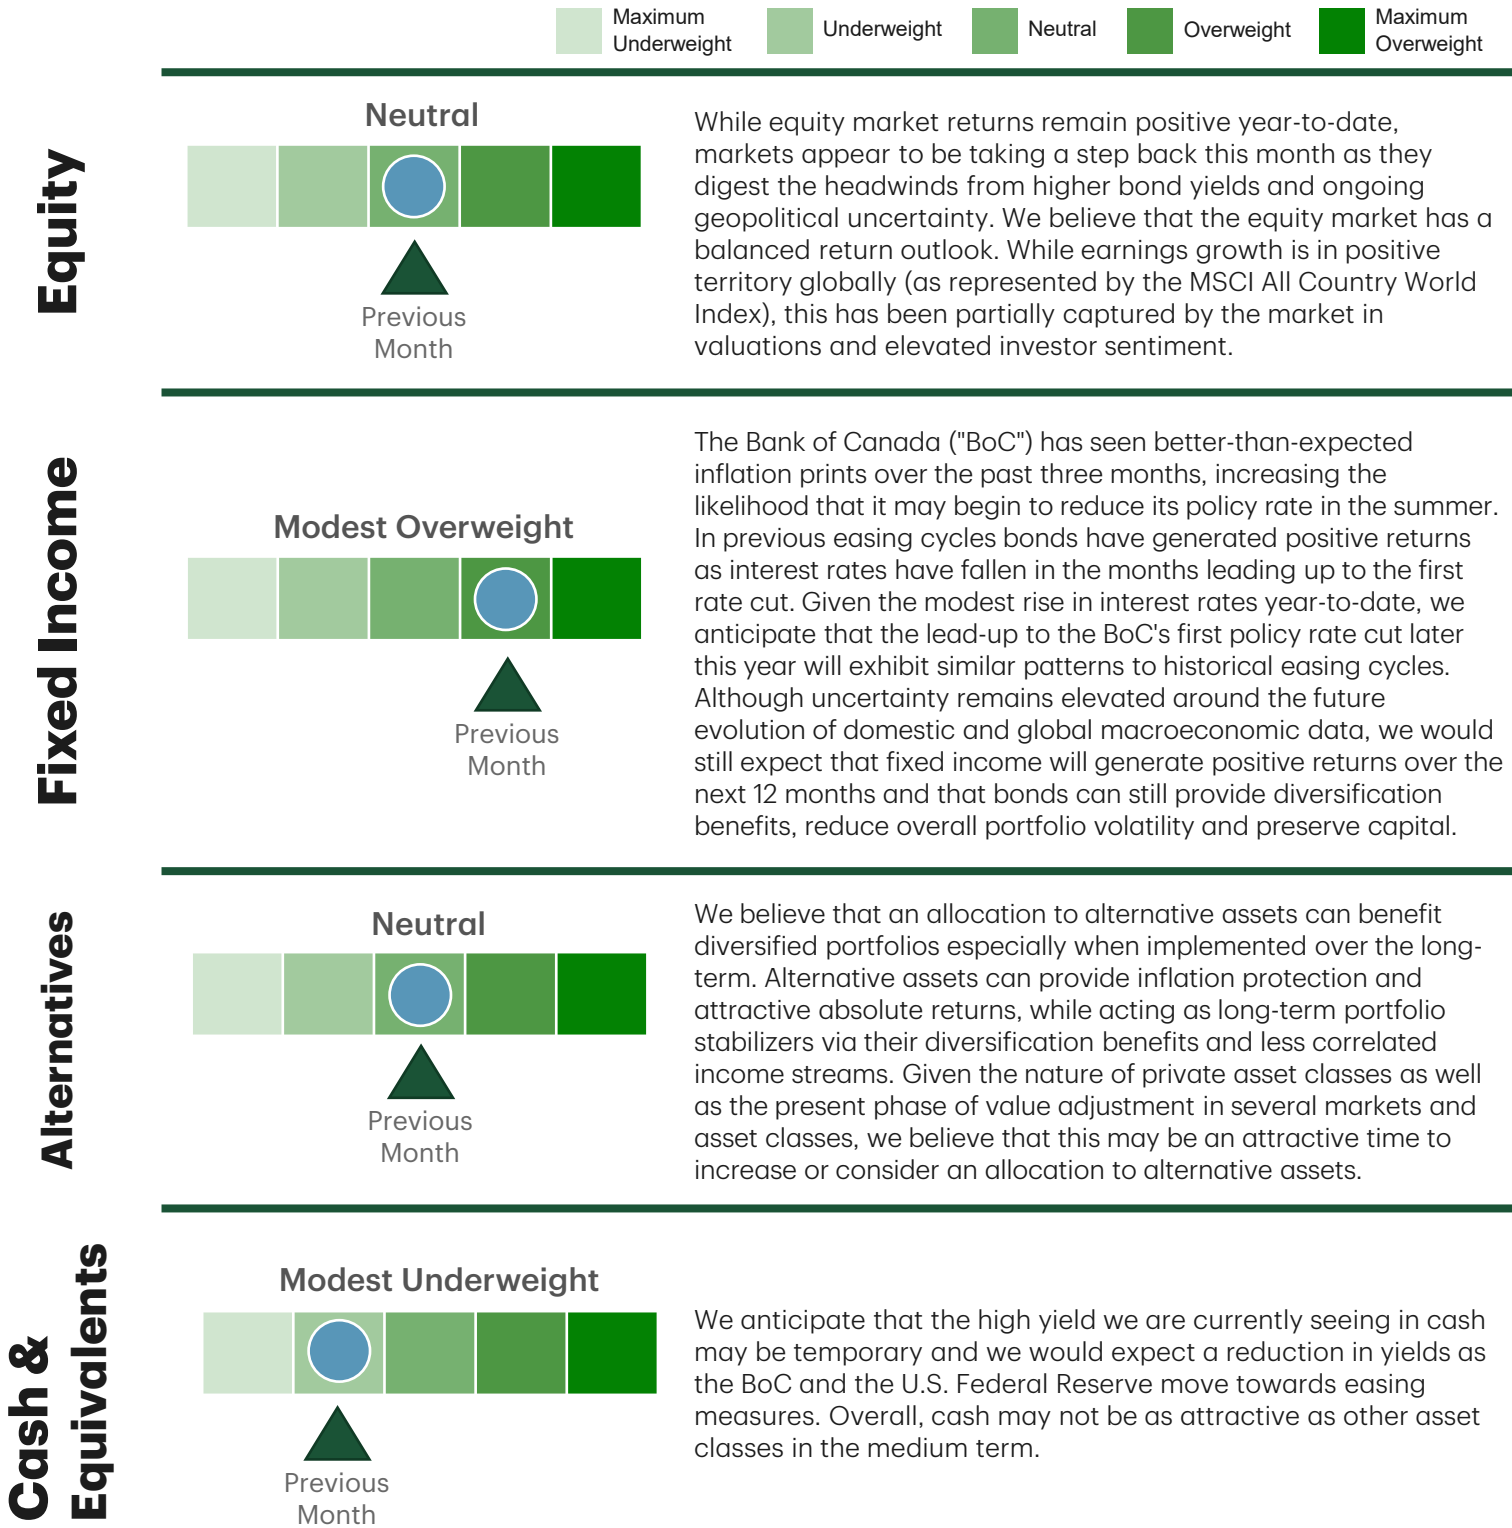 Maximum
Underweight
Underweight
Neutral
Overweight
Maximum
Overweight
Equity
Neutral
Previous
Month
While equity market returns remain positive year-to-date,
markets appear to be taking a step back this month as they
digest the headwinds from higher bond yields and ongoing
geopolitical uncertainty. We believe that the equity market has a
balanced return outlook. While earnings growth is in positive
territory globally (as represented by the MSCI All Country World
Index), this has been partially captured by the market in
valuations and elevated investor sentiment.
Fixed Income
Modest Overweight
Previous
Month
The Bank of Canada ("BoC") has seen better-than-expected
inflation prints over the past three months, increasing the
likelihood that it may begin to reduce its policy rate in the summer.
In previous easing cycles bonds have generated positive returns
as interest rates have fallen in the months leading up to the first
rate cut. Given the modest rise in interest rates year-to-date, we
anticipate that the lead-up to the BoC's first policy rate cut later
this year will exhibit similar patterns to historical easing cycles.
Although uncertainty remains elevated around the future
evolution of domestic and global macroeconomic data, we would
still expect that fixed income will generate positive returns over the
next 12 months and that bonds can still provide diversification
benefits, reduce overall portfolio volatility and preserve capital.
Alternatives
Neutral
Previous
Month
We believe that an allocation to alternative assets can benefit
diversified portfolios especially when implemented over the long-
term. Alternative assets can provide inflation protection and
attractive absolute returns, while acting as long-term portfolio
stabilizers via their diversification benefits and less correlated
income streams. Given the nature of private asset classes as well
as the present phase of value adjustment in several markets and
asset classes, we believe that this may be an attractive time to
increase or consider an allocation to alternative assets.
Cash &
Equivalents
Modest Underweight
Previous
Month
We anticipate that the high yield we are currently seeing in cash
may be temporary and we would expect a reduction in yields as
the BoC and the U.S. Federal Reserve move towards easing
measures. Overall, cash may not be as attractive as other asset
classes in the medium term.